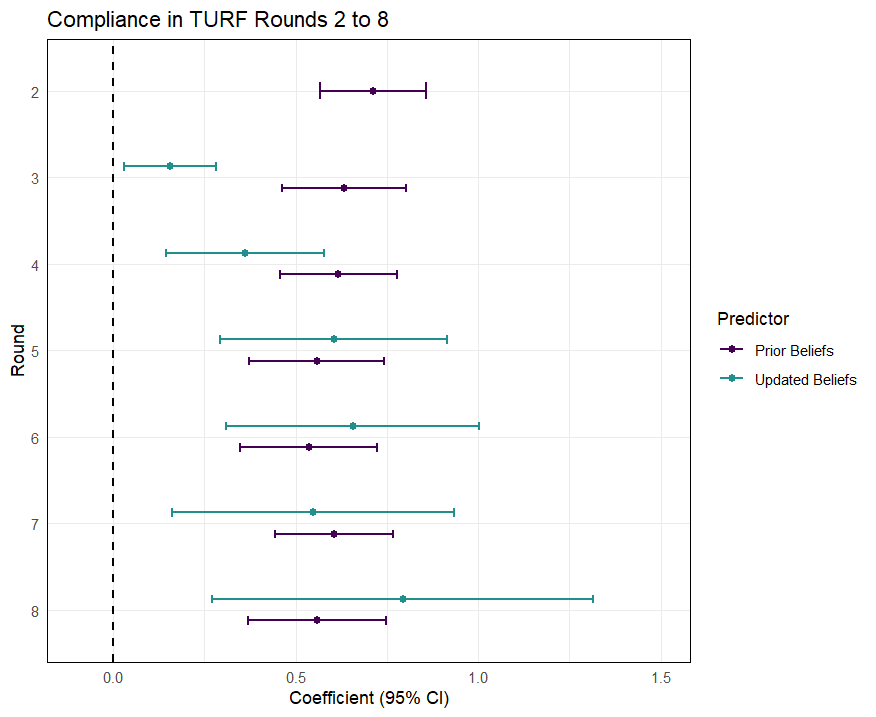 Compliance in TURF Rounds 2 to 8
Round
2
3
4
5
6
7
8
0.0 0.5 1.0 1.5
Coefficient (95% CI)
Predictor
Prior Beliefs
Updated Beliefs